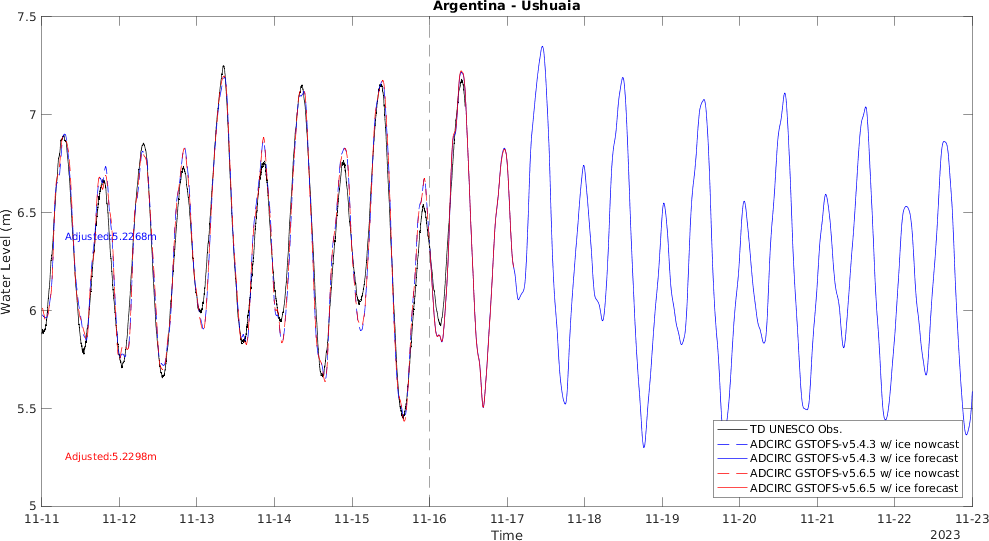 Argentina - Ushuaia
7.5
7
6.5
6
5.5
5
Water Level (m)
Adjusted:5.2268m
Adjusted:5.2298m
TD UNESCO Obs.
ADCIRC GSTOFS-v5.4.3 w/ ice nowcast
ADCIRC GSTOFS-v5.4.3 w/ ice forecast
ADCIRC GSTOFS-v5.6.5 w/ ice nowcast
ADCIRC GSTOFS-v5.6.5 w/ ice forecast
11-11 11-12 11-13 11-14 11-15 11-16 11-17 11-18 11-19 11-20 11-21 11-22 11-23
Time
2023